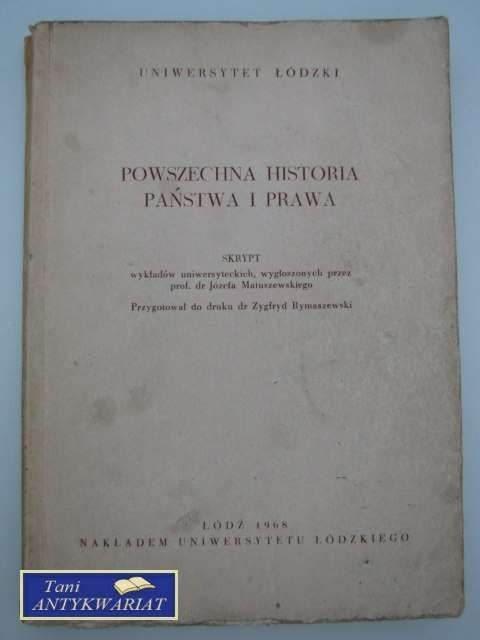 UNIWERSYTET ŁÓDZKI
POWSZECHNA HISTORIA
PAŃSTWA I PRAWA
SKRYPT
wykładów uniwersyteckich, wygłoszonych przez
prof. dr Józefa Matuszewskiego
Przygotował do druku dr Zygfryd Rymaszewski
ŁÓDŹ 1968
NAKŁADEM UNIWERSYTETU ŁÓDZKIEGO
Tani
ANTYKWARIAT